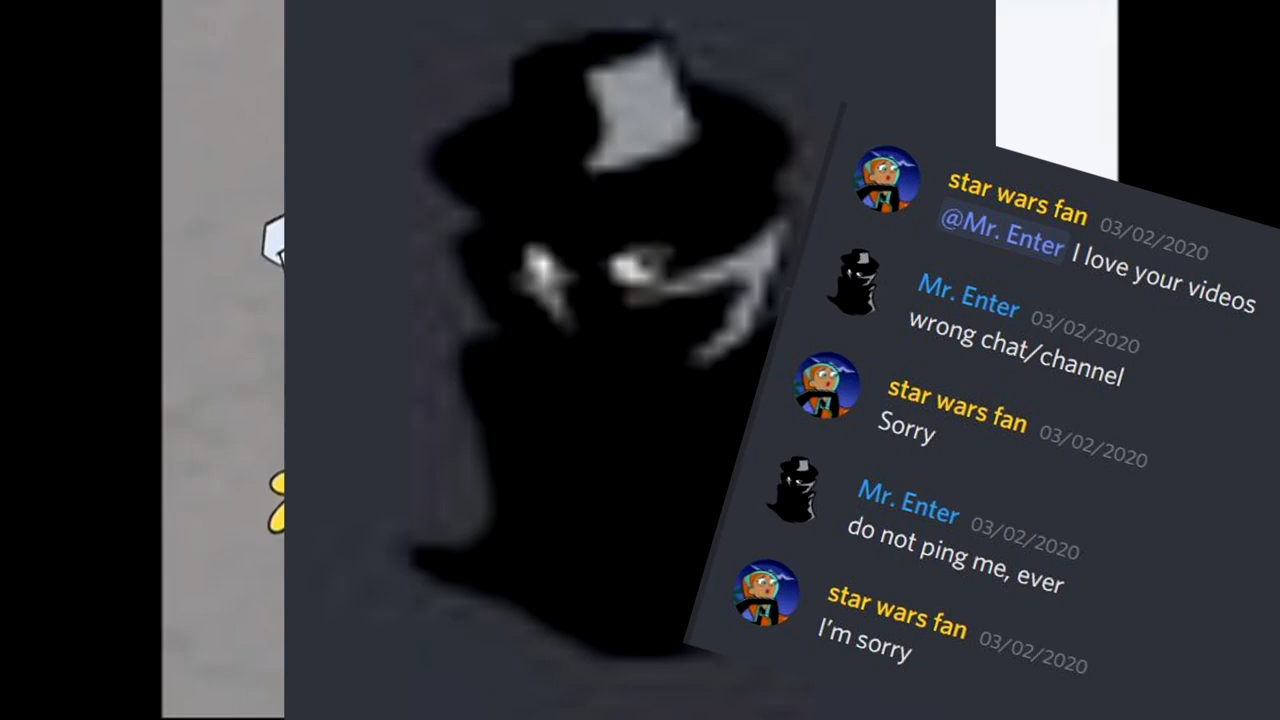 star wars fan 03/02/2020
@Mr. Enter I love your videos
Mr. Enter 03/02/2020
wrong chat/channel
star wars fan 03/02/2020
Sorry
Mr. Enter 03/02/2020
do not ping me, ever
star wars fan 03/02/2020
I'm sorry